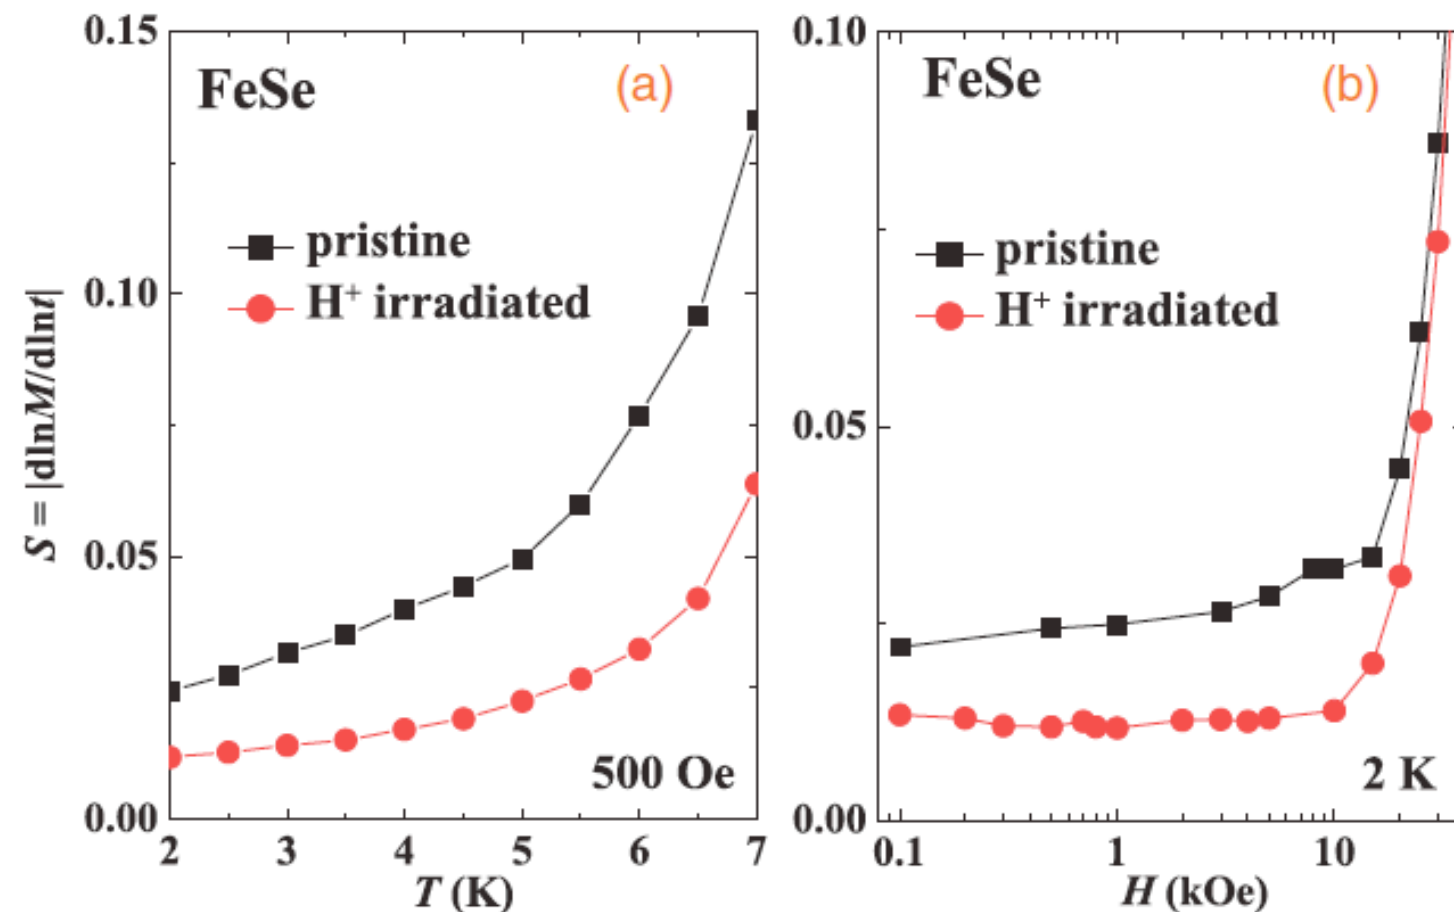 S = |dlnM/dlnt|
0.15
0.10
0.05
0.00
FeSe
(a)
pristine
H⁺ irradiated
500 Oe
2 3 4 5 6 7
T (K)
0.10
0.05
0.00
FeSe
(b)
pristine
H⁺ irradiated
2 K
0.1 1 10
H (kOe)